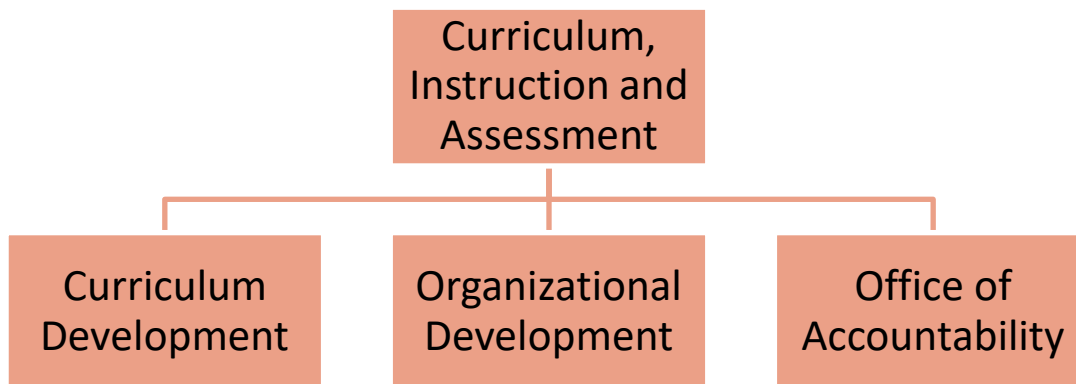 Curriculum,
Instruction and
Assessment
Curriculum
Development
Organizational
Development
Office of
Accountability